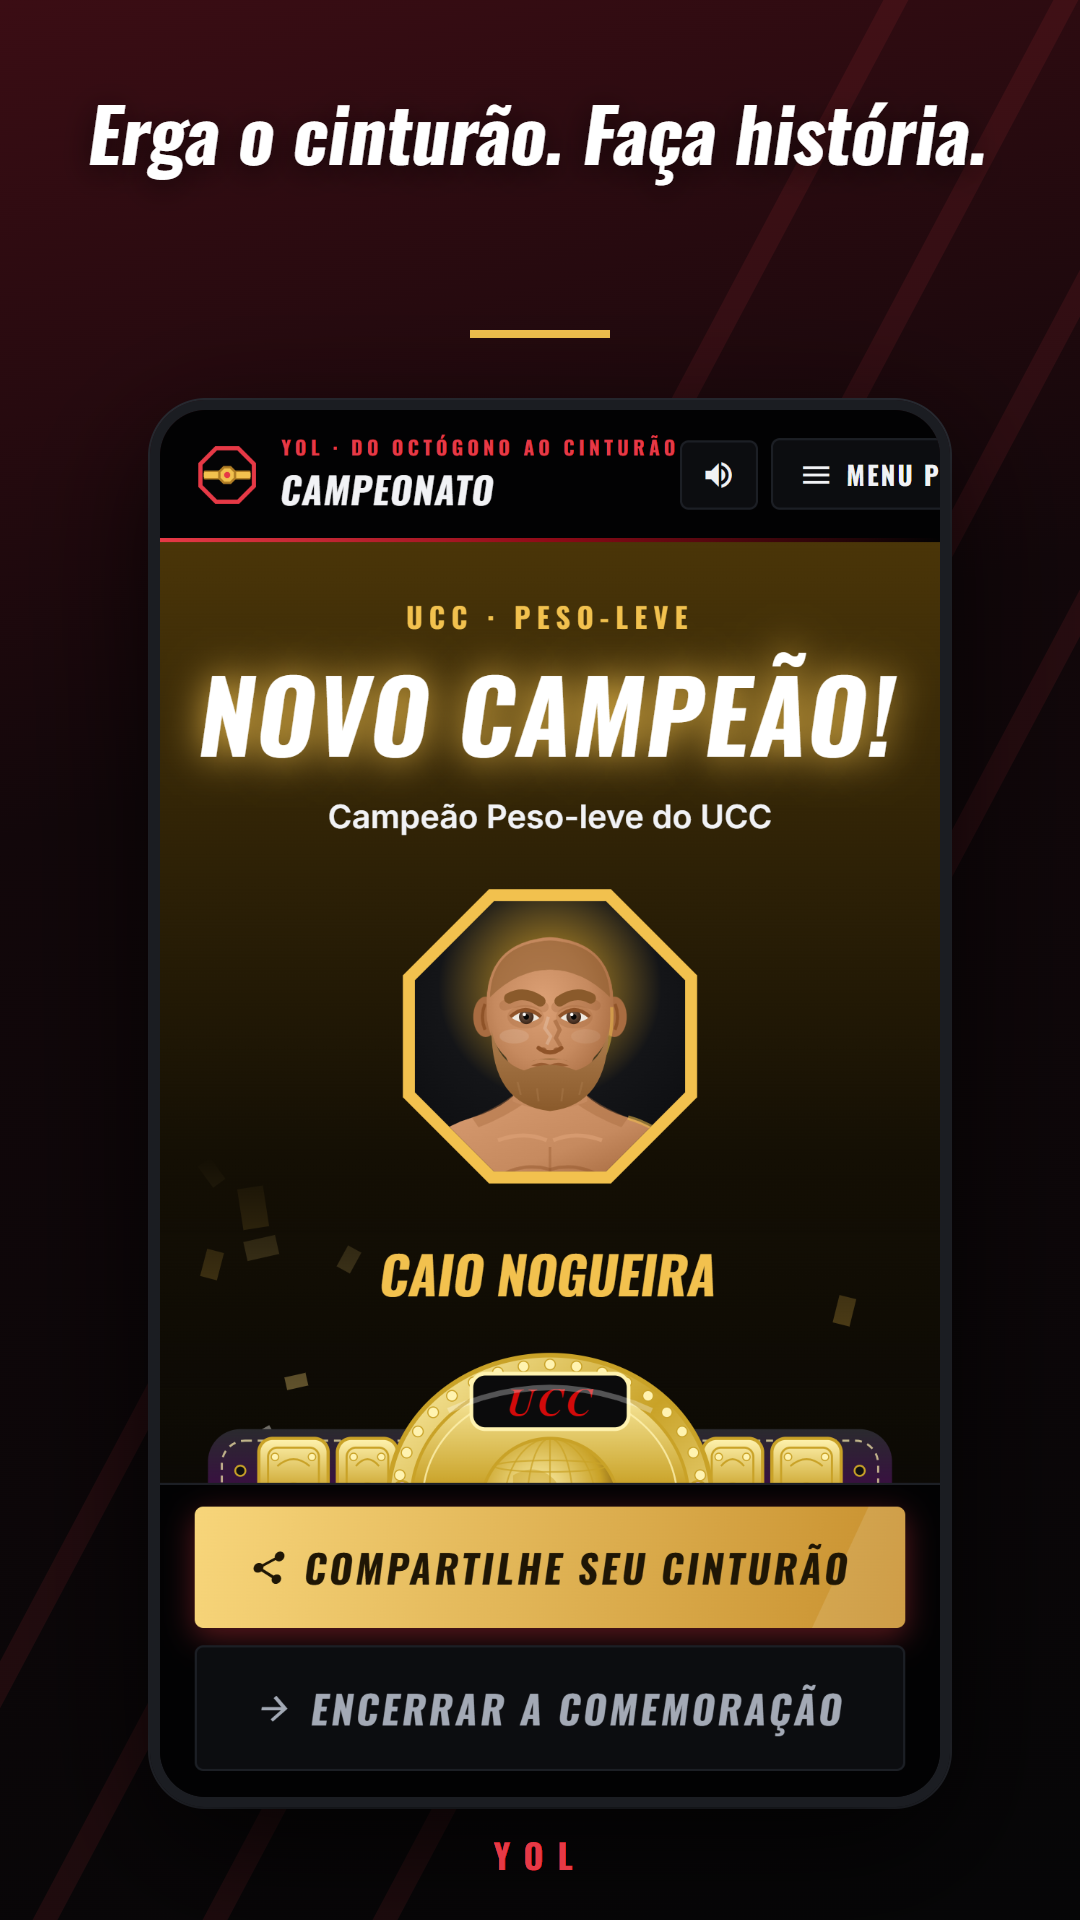 Erga o cinturão. Faça história.
YOL · DO OCTÓGONO AO CINTURÃO
CAMPEONATO
MENU P
UCC · PESO-LEVE
NOVO CAMPEÃO!
Campeão Peso-leve do UCC
CAIO NOGUEIRA
UCC
COMPARTILHE SEU CINTURÃO
ENCERRAR A COMEMORAÇÃO
YOL